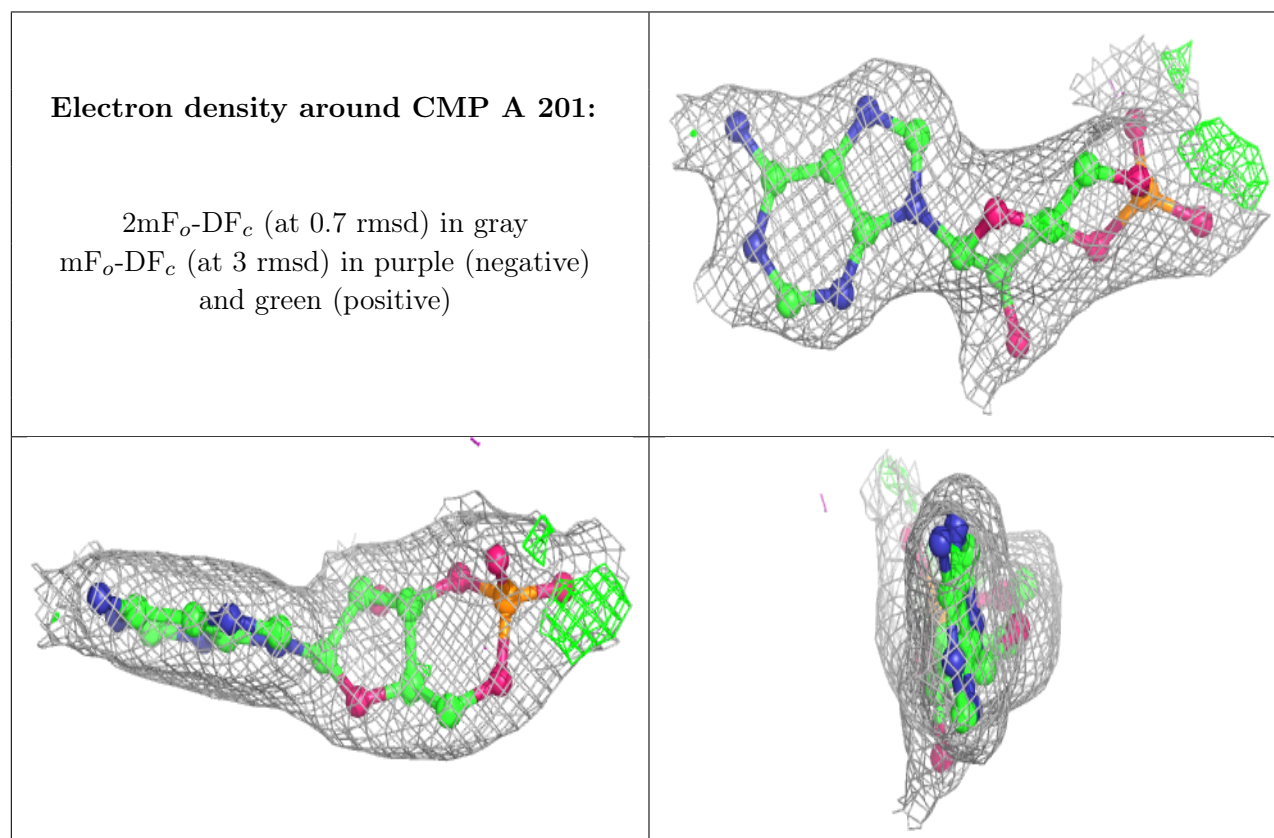 Electron density around CMP A 201:
2mFo-DFc (at 0.7 rmsd) in gray
mFo-DFc (at 3 rmsd) in purple (negative)
and green (positive)